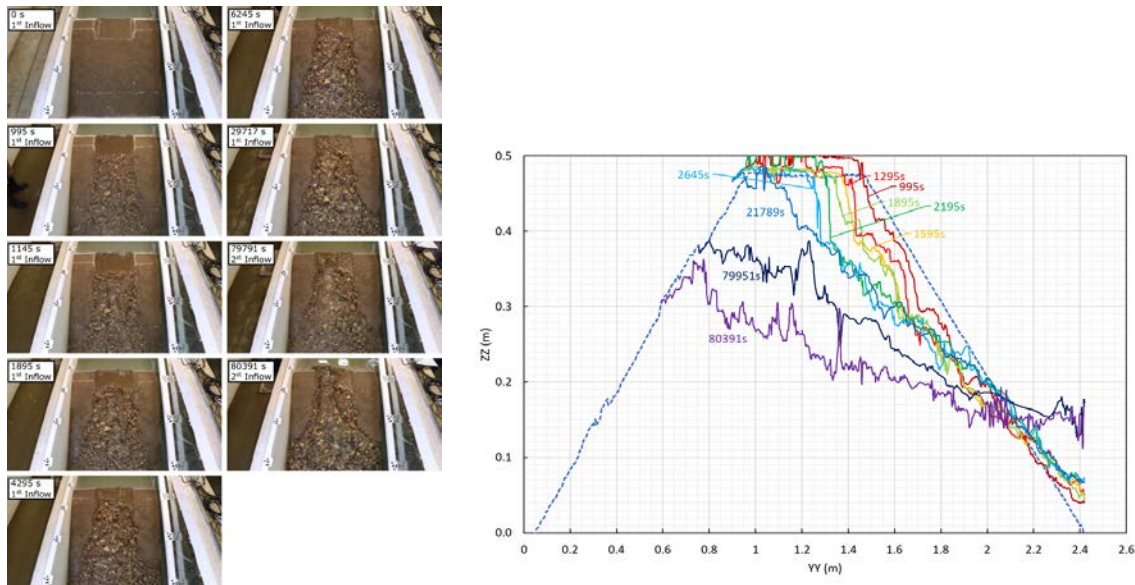 0 s
1st Inflow
6245 s
1st Inflow
995 s
1st Inflow
29717 s
1st Inflow
1145 s
1st Inflow
79791 s
2nd Inflow
1895 s
1st Inflow
80391 s
2nd Inflow
4295 s
1st Inflow
0.5
0.4
0.3
0.2
0.1
0.0
ZZ (m)
2645s
1295s
995s
1895s
2195s
21789s
1595s
79951s
80391s
0 0.2 0.4 0.6 0.8 1 1.2 1.4 1.6 1.8 2 2.2 2.4 2.6
YY (m)